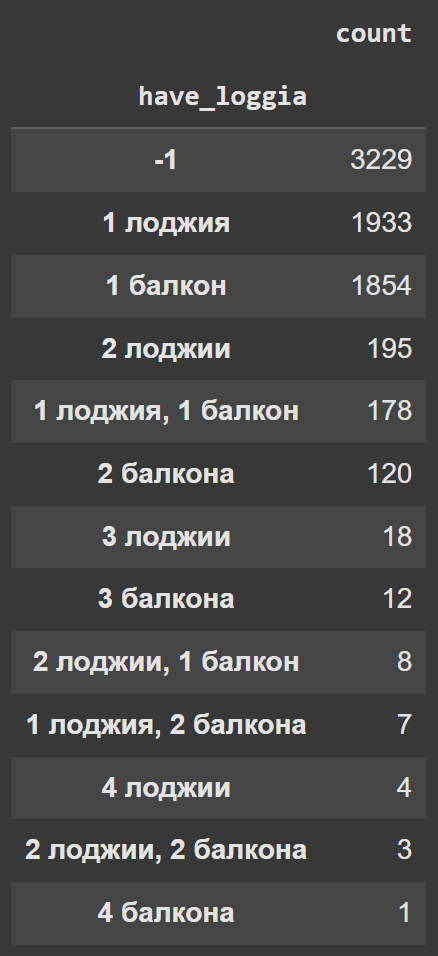 count
have_loggia
-1 3229
1 лоджия 1933
1 балкон 1854
2 лоджии 195
1 лоджия, 1 балкон 178
2 балкона 120
3 лоджии 18
3 балкона 12
2 лоджии, 1 балкон 8
1 лоджия, 2 балкона 7
4 лоджии 4
2 лоджии, 2 балкона 3
4 балкона 1